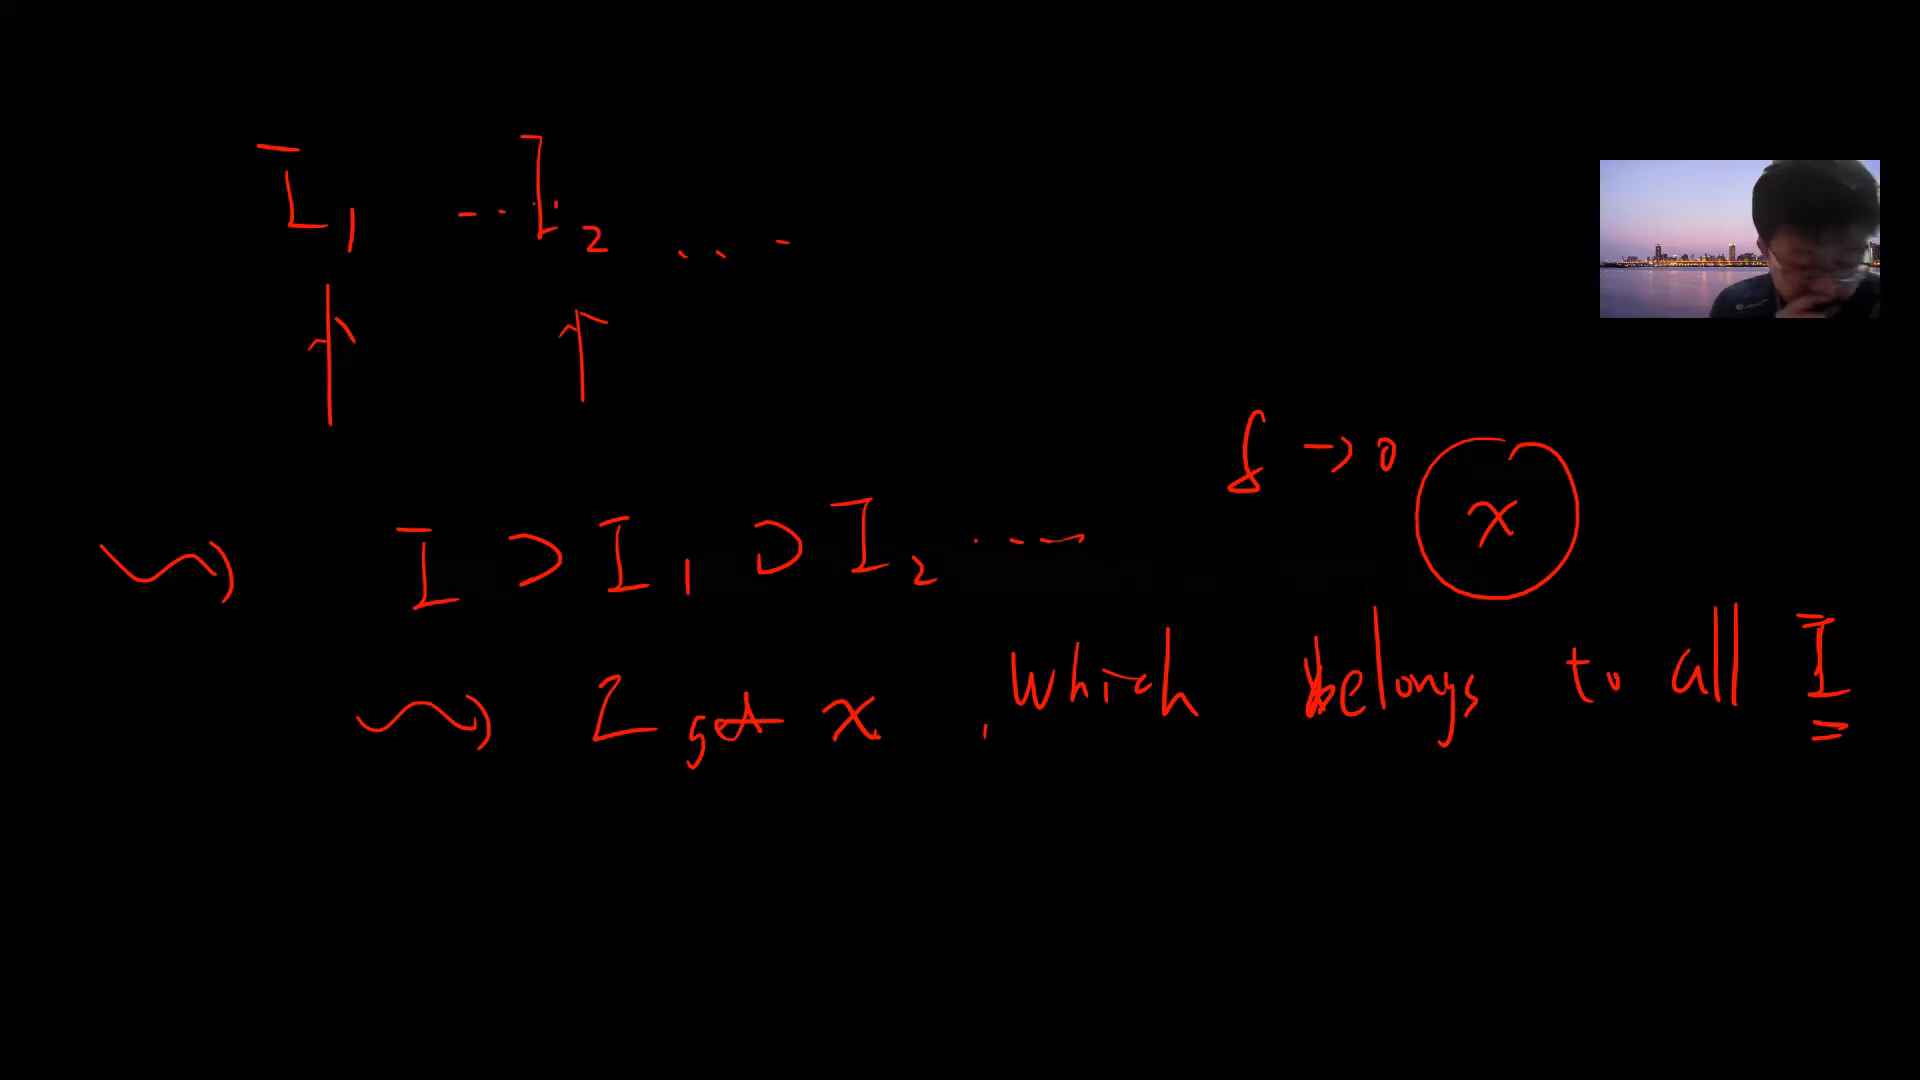 I₁ ... I₂ ...
f → 0
x
⇝ I ⊃ I₁ ⊃ I₂ ....
⇝ I get x , which belongs to all I